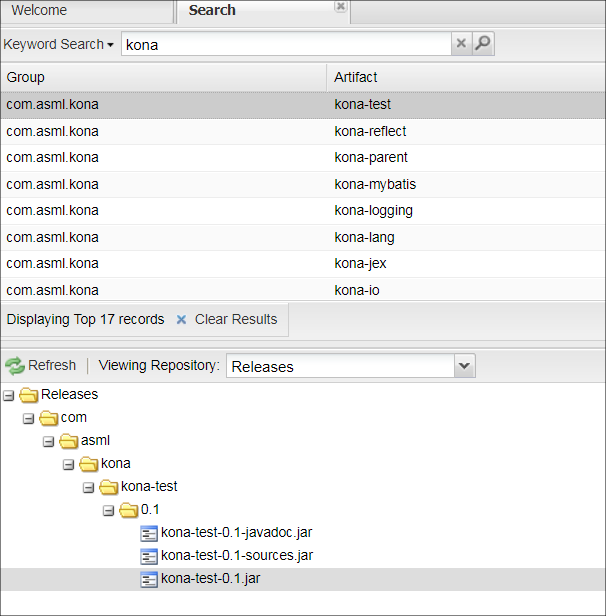 Welcome Search
Keyword Search kona
Group Artifact
com.asml.kona kona-test
com.asml.kona kona-reflect
com.asml.kona kona-parent
com.asml.kona kona-mybatis
com.asml.kona kona-logging
com.asml.kona kona-lang
com.asml.kona kona-jex
com.asml.kona kona-io
Displaying Top 17 records Clear Results
Refresh Viewing Repository: Releases
Releases
com
asml
kona
kona-test
0.1
kona-test-0.1-javadoc.jar
kona-test-0.1-sources.jar
kona-test-0.1.jar